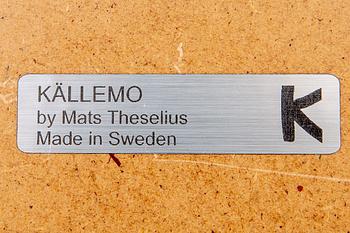 KÄLLEMO
by Mats Theselius
Made in Sweden
K